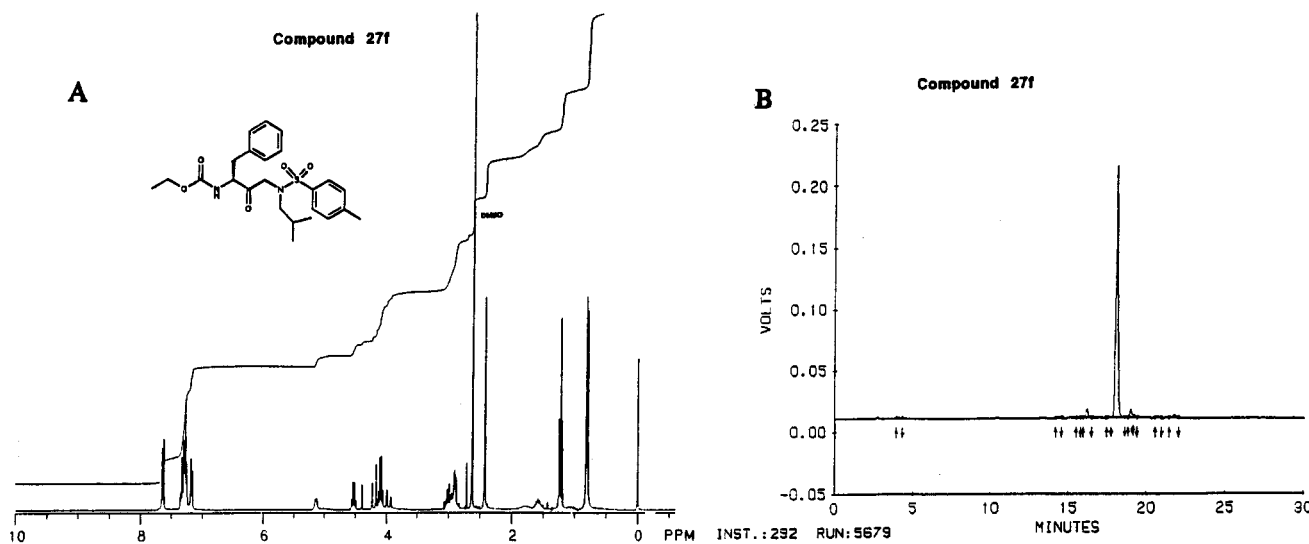 Compound 27f
A
O
O
N
H
O
O O
S
N
DMSO
10 8 6 4 2 0 PPM
Compound 27f
B
0.25
0.20
0.15
0.10
0.05
0.00
-0.05
VOLTS
0 5 10 15 20 25 30
MINUTES
INST.:292 RUN:5679